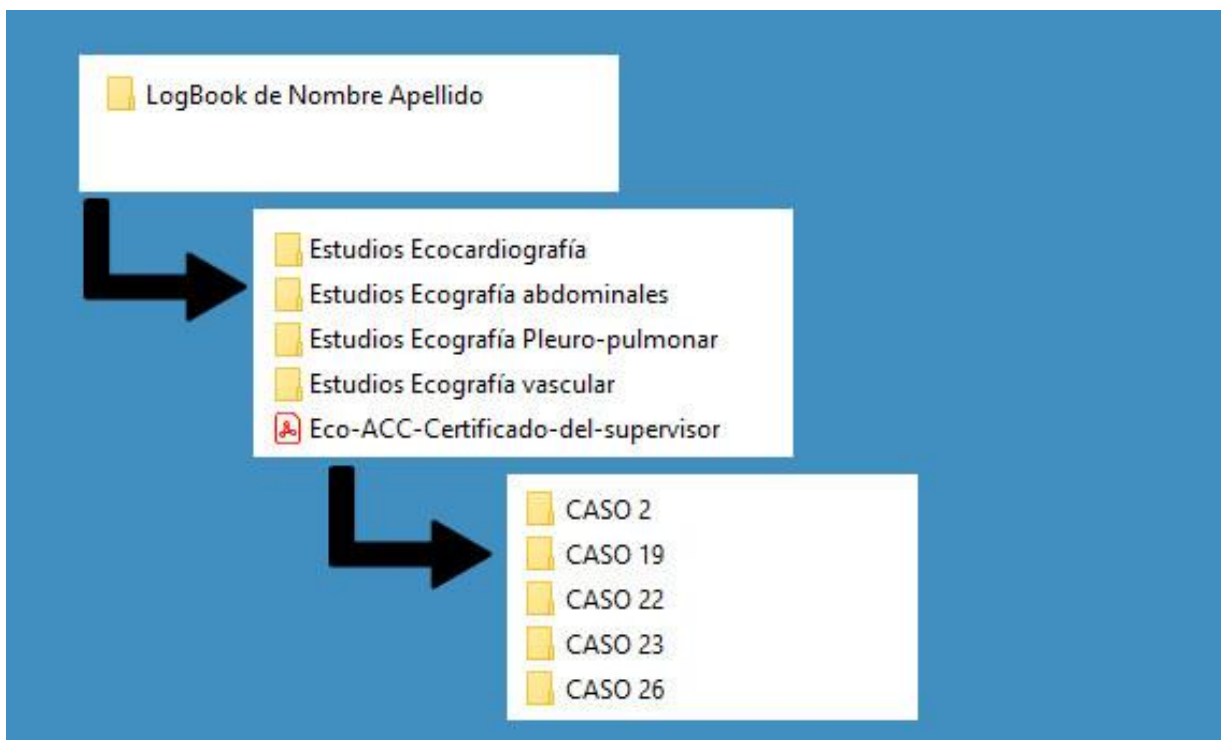 LogBook de Nombre Apellido
Estudios Ecocardiografía
Estudios Ecografía abdominales
Estudios Ecografía Pleuro-pulmonar
Estudios Ecografía vascular
Eco-ACC-Certificado-del-supervisor
CASO 2
CASO 19
CASO 22
CASO 23
CASO 26